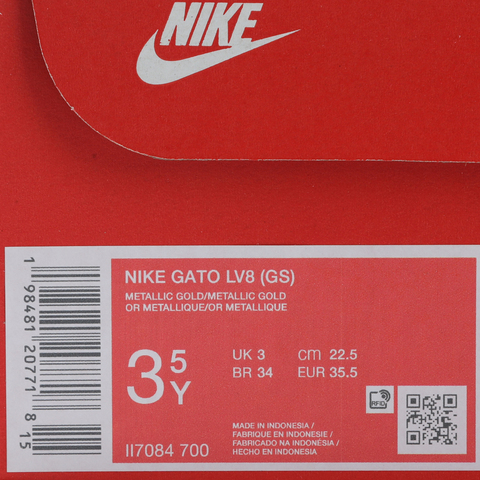 NIKE
NIKE GATO LV8 (GS)
METALLIC GOLD/METALLIC GOLD
OR METALLIQUE/OR METALLIQUE
3 5 Y
UK 3 cm 22.5
BR 34 EUR 35.5
RFID
II7084 700
MADE IN INDONESIA /
FABRIQUE EN INDONESIE /
FABRICADO NA INDONÉSIA /
HECHO EN INDONESIA
1 98481 20771 8 15